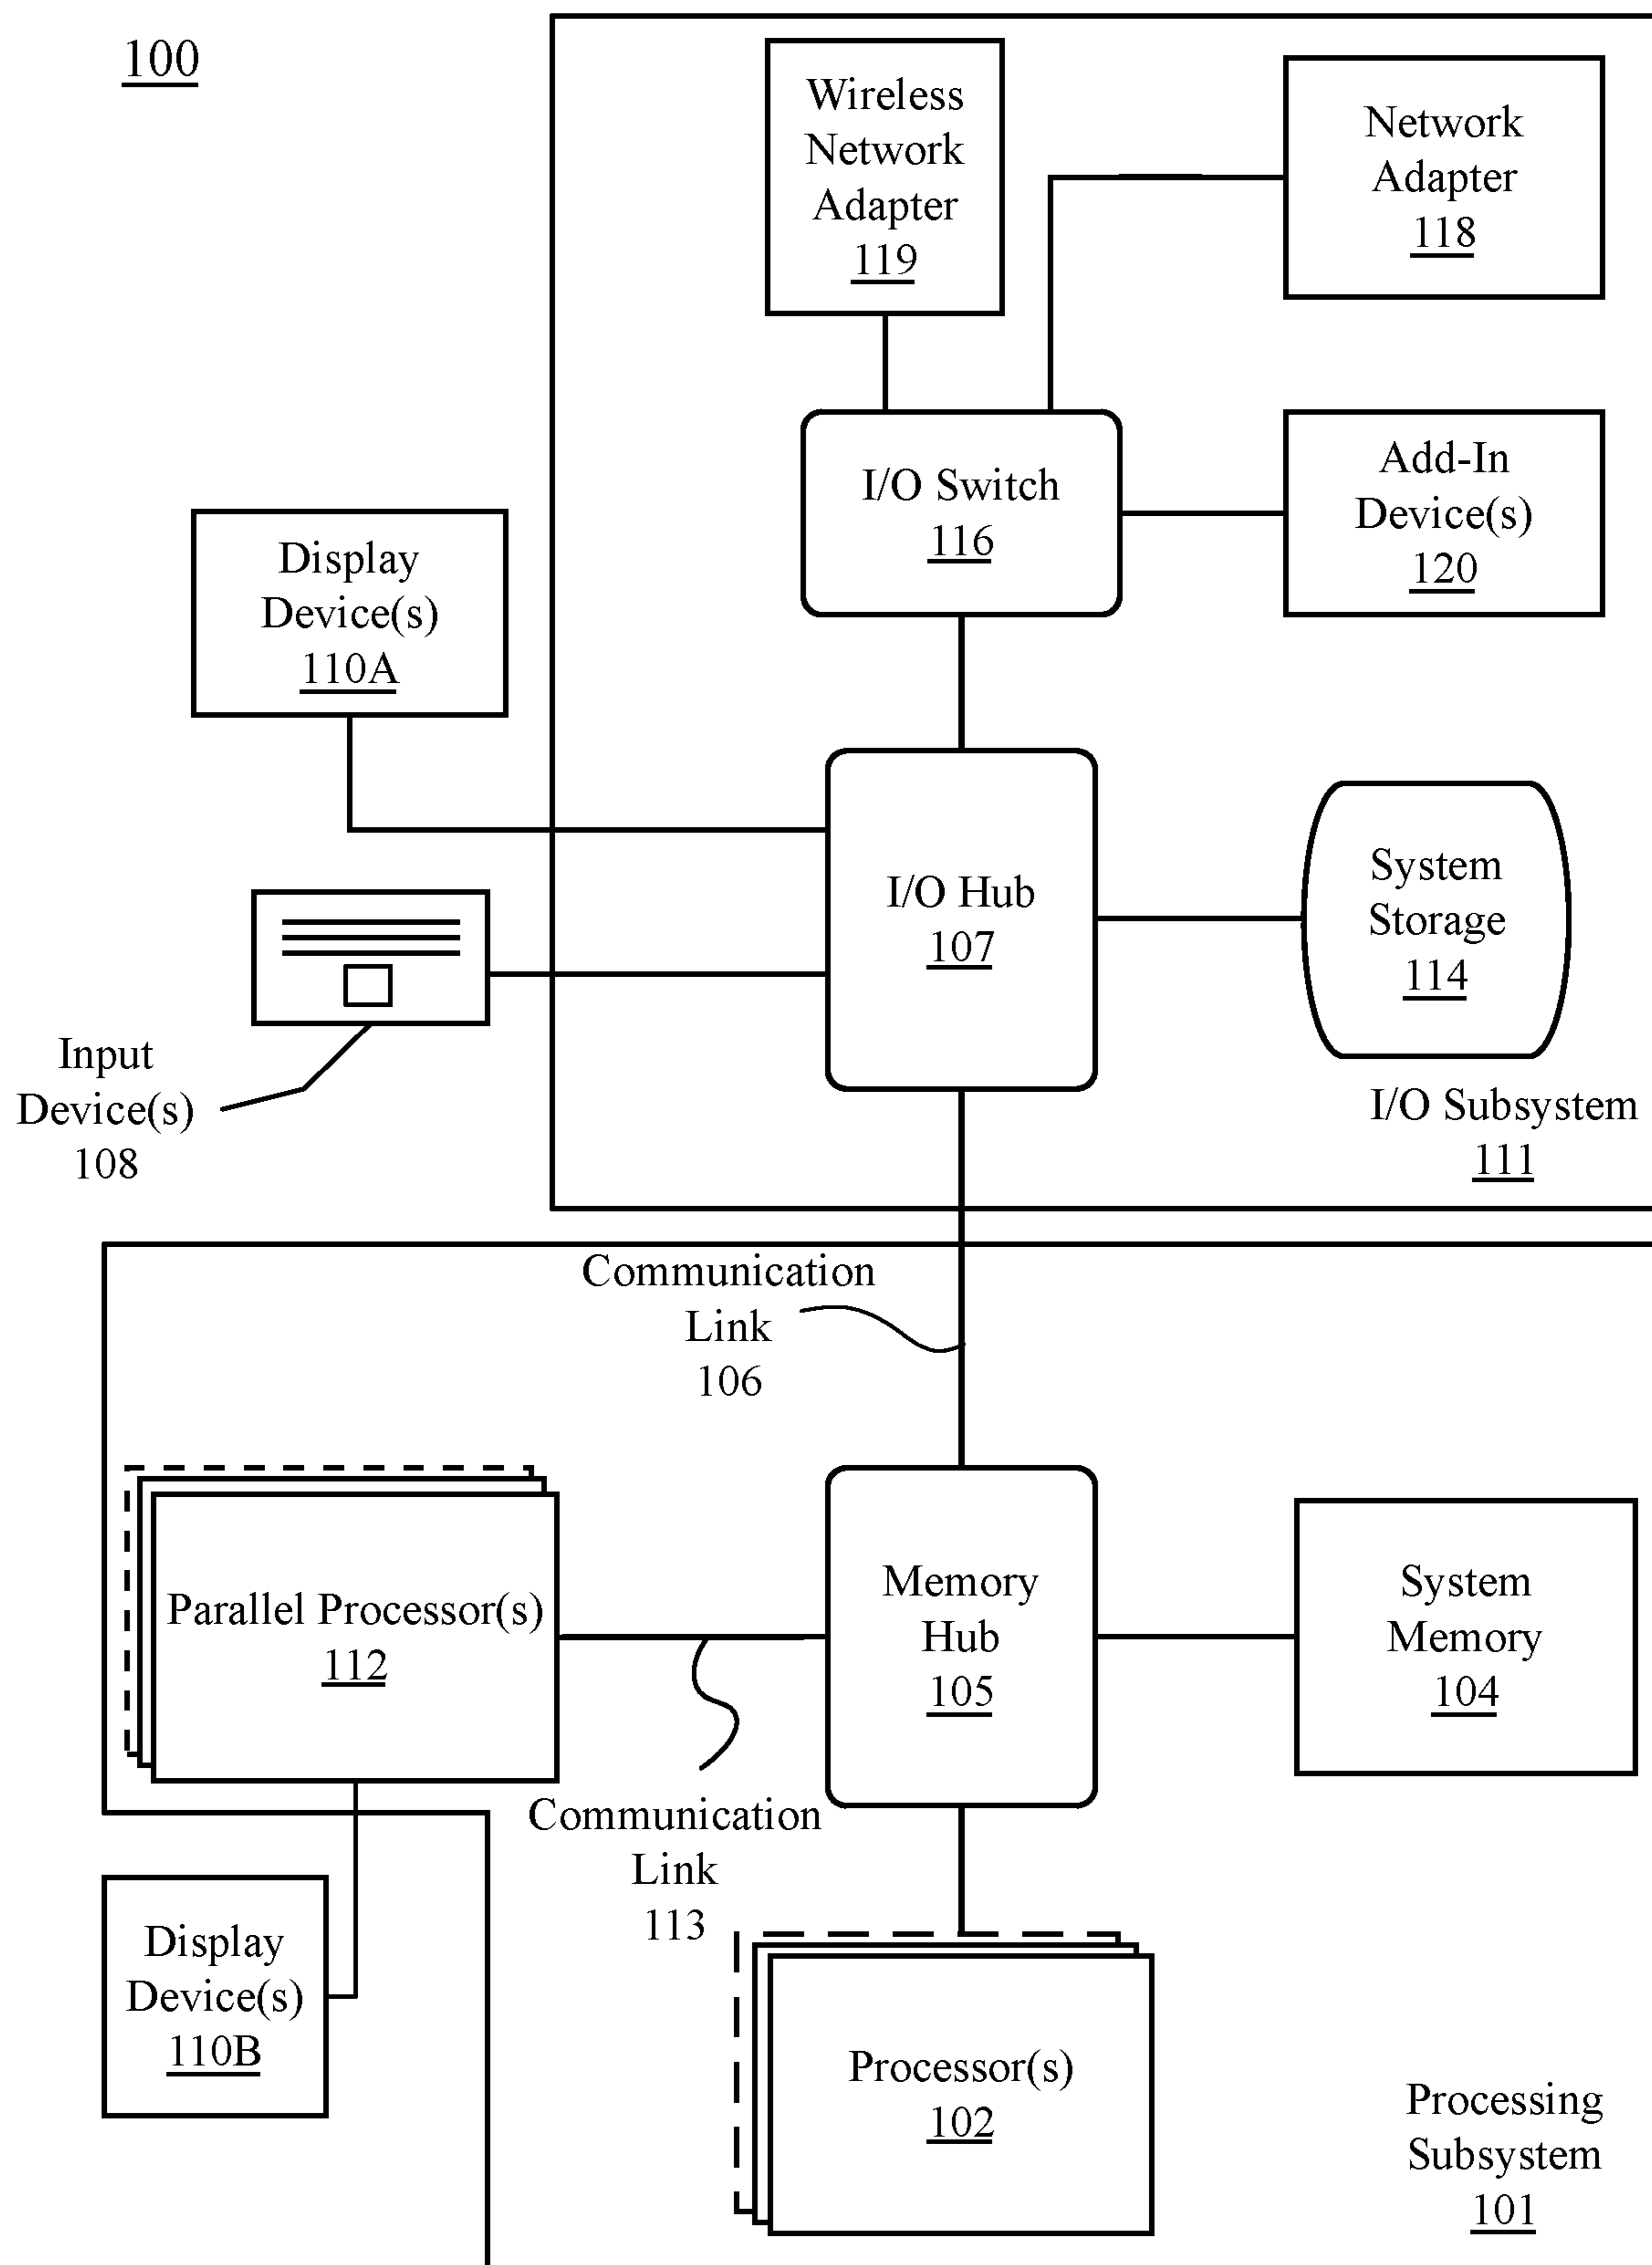 100
Wireless
Network
Adapter
119
Network
Adapter
118
I/O Switch
116
Add-In
Device(s)
120
Display
Device(s)
110A
I/O Hub
107
System
Storage
114
Input
Device(s)
108
I/O Subsystem
111
Communication
Link
106
Parallel Processor(s)
112
Memory
Hub
105
System
Memory
104
Communication
Link
113
Display
Device(s)
110B
Processor(s)
102
Processing
Subsystem
101